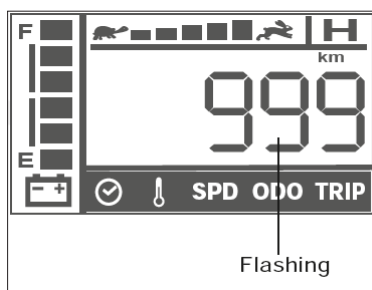 F
H
km
999
E
- +
SPD ODO TRIP
Flashing